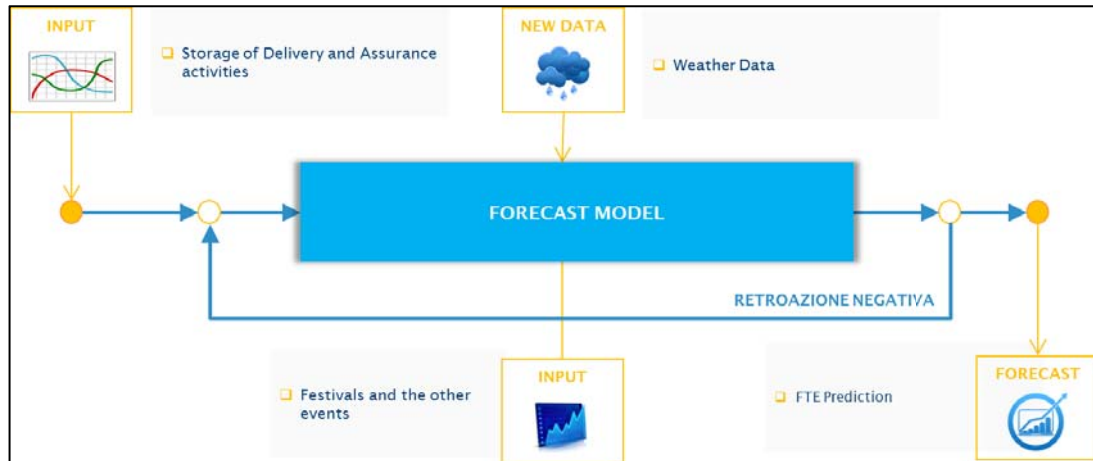 INPUT
Storage of Delivery and Assurance
activities
NEW DATA
Weather Data
FORECAST MODEL
RETROAZIONE NEGATIVA
Festivals and the other
events
INPUT
FTE Prediction
FORECAST